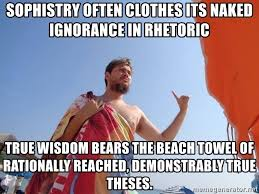 SOPHISTRY OFTEN CLOTHES ITS NAKED
IGNORANCE IN RHETORIC
TRUE WISDOM BEARS THE BEACH TOWEL OF
RATIONALLY REACHED, DEMONSTRABLY TRUE
THESES.
memegenerator.net